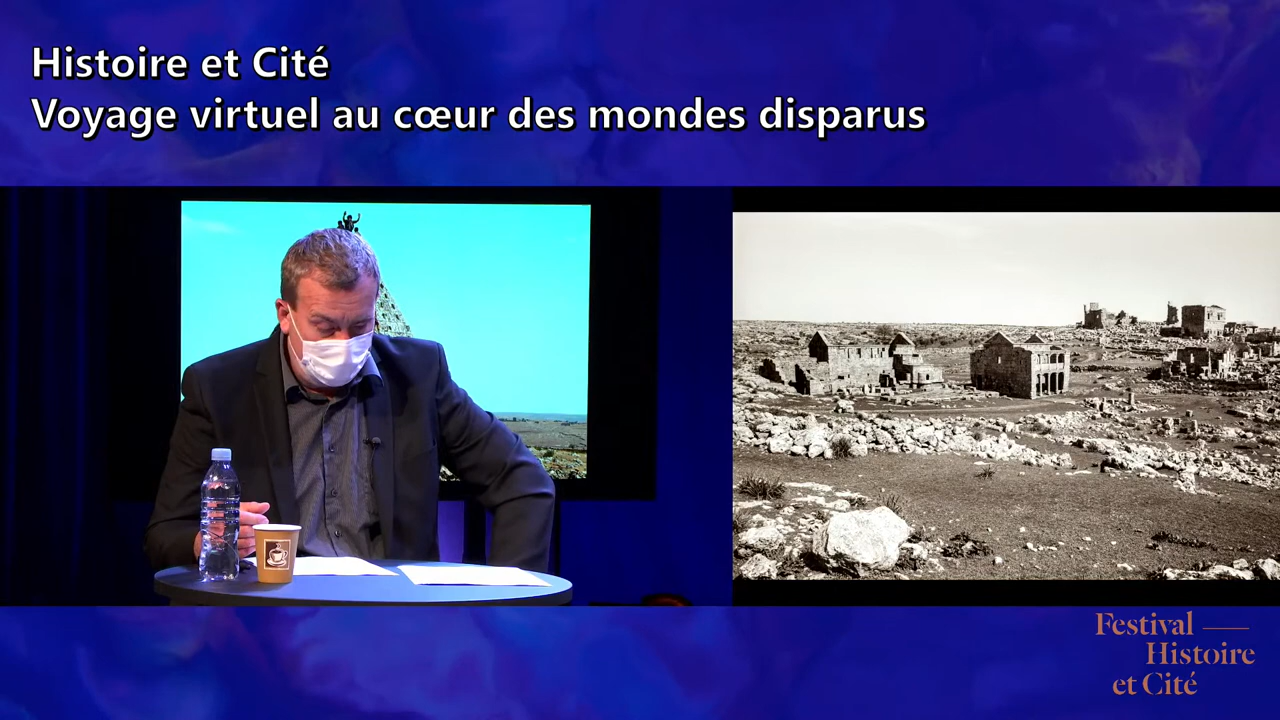 Histoire et Cité
Voyage virtuel au cœur des mondes disparus
Festival
Histoire
et Cité